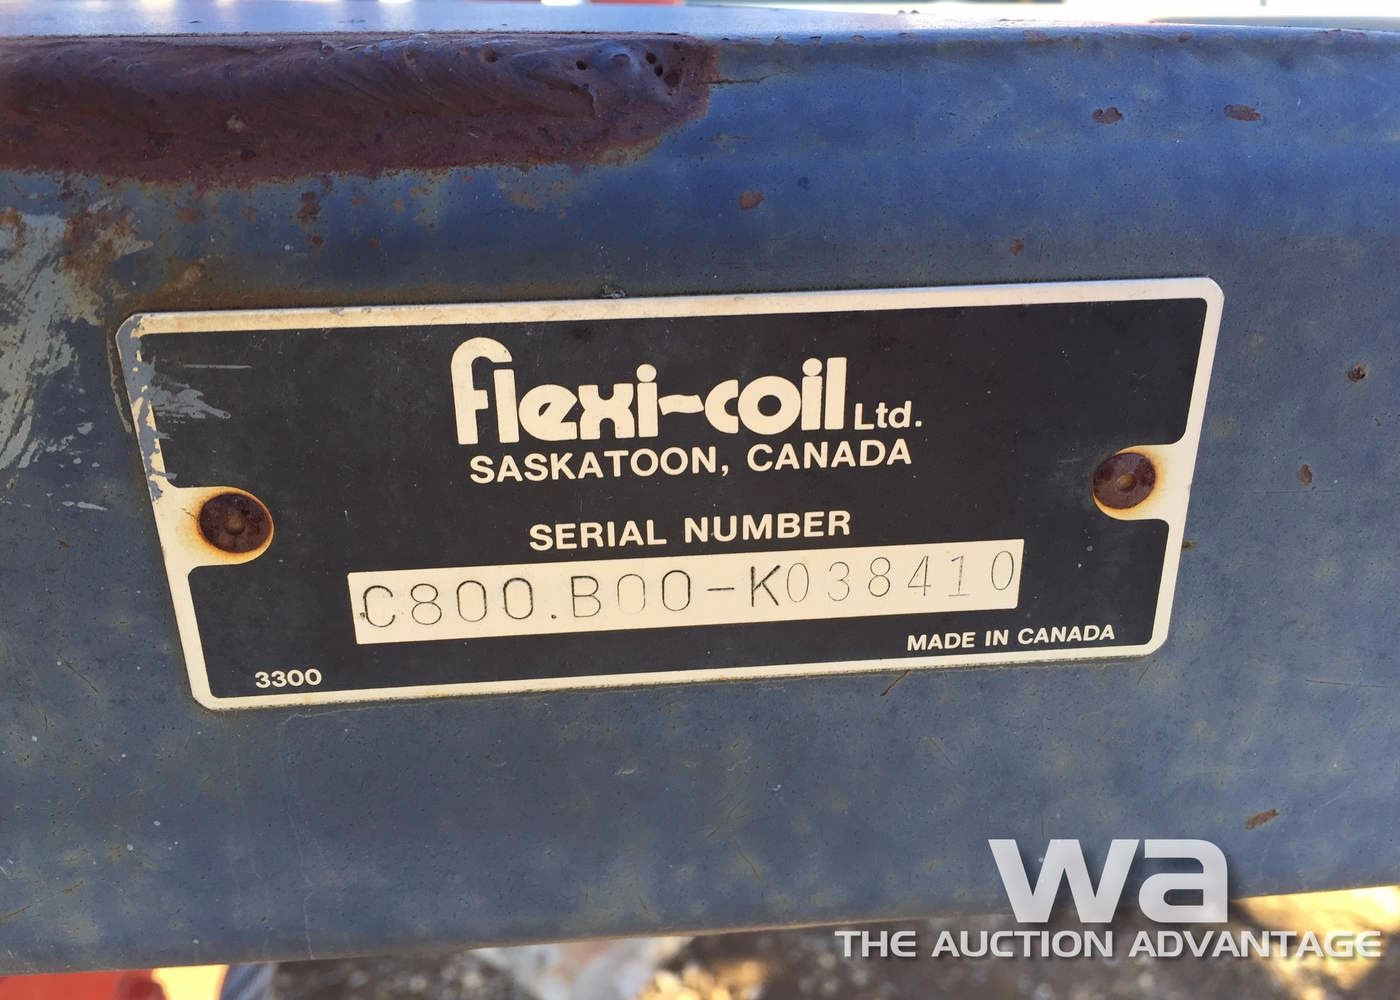 flexi-coil Ltd.
SASKATOON, CANADA
SERIAL NUMBER
C800.B00-K038410
MADE IN CANADA
3300
wa
THE AUCTION ADVANTAGE